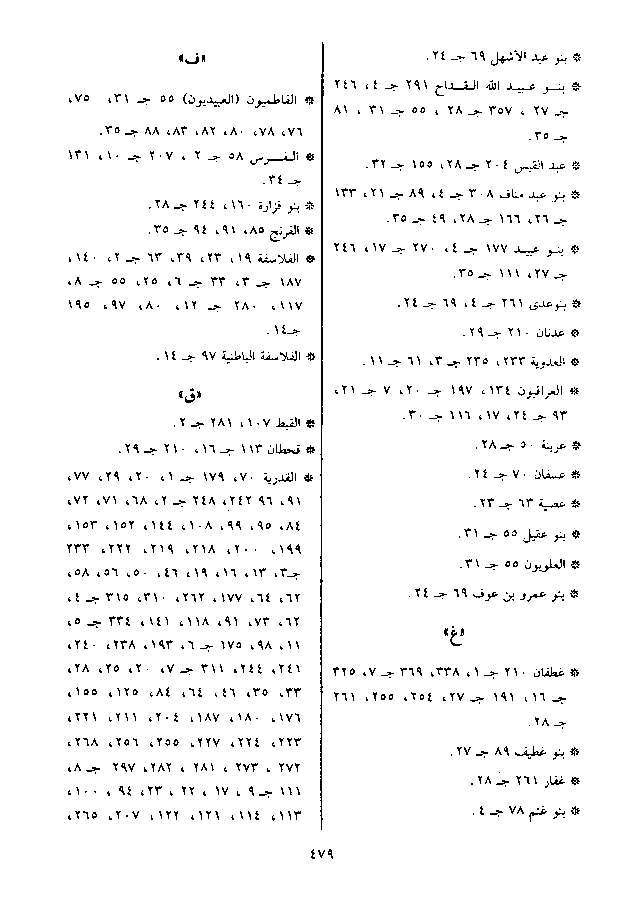 * بنو عبد الأشهل ٦٩ جـ ٢٤.
* بنـو عبـيـد الله القـداح ٢٩١ جـ ٤، ٢٤٦
جـ ٢٧ ، ٣٥٧ جـ ٢٨ ، ٥٥ جـ ٣١ ، ٨١
جـ ٣٥.
* عبد القيس ٢٠٤ جـ ٢٨، ١٥٥ جـ ٣٢.
* بنو عبد مناف ٣٠٨ جـ ٤، ٨٩ جـ ٢١، ١٣٣
جـ ٢٦، ١٦٦ جـ ٢٨، ٤٩ جـ ٣٥.
* بنـو عبيـد ١٧٧ جـ ٤، ٢٧٠ جـ ١٧، ٢٤٦
جـ ٢٧، ١١١ جـ ٣٥.
* بنو عدى ٢٦١ جـ ٤، ٦٩ جـ ٢٤.
* عدنان ٢١٠ جـ ٢٩.
* العدوية ٢٣٣، ٢٣٥ جـ ٣، ٦١ جـ ١١.
* العراقيون ١٣٤، ١٩٧ جـ ٢٠، ٧ جـ ٢١،
٩٣ جـ ٢٤، ١٧، ١١٦ جـ ٣٠.
* عرينة ٥٠ جـ ٢٨.
* عسفان ٧٠ جـ ٢٤.
* عصية ٦٣ جـ ٢٣.
* بنو عقيل ٥٥ جـ ٣١.
* العلويون ٥٥ جـ ٣١.
* بنو عمرو بن عوف ٦٩ جـ ٢٤.
«غ»
* غطفان ٢١٠ جـ ١، ٣٣٨، ٣٦٩ جـ ٧، ٣٢٥
جـ ١٦، ١٩١ جـ ٢٧، ٢٥٤، ٢٥٥، ٢٦١
جـ ٢٨.
* بنو غطيف ٨٩ جـ ٢٧.
* غفار ٢٦١ جـ ٢٨.
* بنو غنم ٧٨ جـ ٤.
«ف»
* الفاطميون (العبيديون) ٥٥ جـ ٣١، ٧٥،
٧٦، ٧٨، ٨٠، ٨٢، ٨٣، ٨٨ جـ ٣٥.
* الفـرس ٥٨ جـ ٢ ، ٢٠٧ جـ ١٠، ١٣١
جـ ٣٤.
* بنو فزارة ١٦٠، ٢٤٤ جـ ٢٨.
* الفرنج ٨٥، ٩١، ٩٤ جـ ٣٥.
* الفلاسفة ١٩، ٢٣، ٣٩، ٦٣ جـ ٢، ١٤٠،
١٨٧ جـ ٣، ٣٣ جـ ٦، ٢٥، ٥٥ جـ ٨،
١١٧، ٢٨٠ جـ ١٢، ٨٠، ٩٧، ١٩٥
جـ١٤.
* الفلاسفة الباطنية ٩٧ جـ ١٤.
«ق»
* القبط ١٠٧، ٢٨١ جـ ٢.
* قحطان ١١٣ جـ ١٦، ٢١٠ جـ ٢٩.
* القدرية ٧٠، ١٧٩ جـ ١، ٢٠، ٢٩، ٧٧،
٩١، ٩٦ ٢٤٢، ٢٤٨ جـ ٢، ٦٨، ٧١، ٧٢،
٨٤، ٩٥، ٩٩، ١٠٨، ١٤٤، ١٥٢، ١٥٣،
١٩٩، ٢٠٠، ٢١٨، ٢١٩، ٢٢٢، ٢٣٣
جـ٣، ١٣، ١٦، ١٩، ٤٦، ٥٠، ٥٦، ٥٨،
٦٢، ٦٤، ١٧٧، ٢٦٢، ٣١٠، ٣١٥ جـ ٤،
٦٢، ٧٣، ٩١، ١١٨، ١٤١، ٣٣٤ جـ ٥،
١١، ٩٨، ١٧٥ جـ ٦، ١٩٣، ٢٣٨، ٢٤٠،
٢٤١، ٢٤٤، ٣١١ جـ ٧، ٢٠، ٢٥، ٢٨،
٣٣، ٣٥، ٤٦، ٦٤، ٨٤، ١٢٥، ١٥٥،
١٧٦، ١٨٠، ١٨٧، ٢٠٤، ٢١١، ٢٢١،
٢٢٣، ٢٢٤، ٢٢٧، ٢٥٥، ٢٥٦، ٢٦٨،
٢٧٢ ، ٢٧٣ ، ٢٨١ ، ٢٨٢، ٢٩٧ جـ ٨،
١١١ جـ ٩ ، ١٧ ، ٢٢ ، ٢٣، ٩٤ ، ١٠٠،
١١٣، ١١٤، ١٢١، ١٢٢، ٢٠٧، ٢٦٥،
٤٧٩